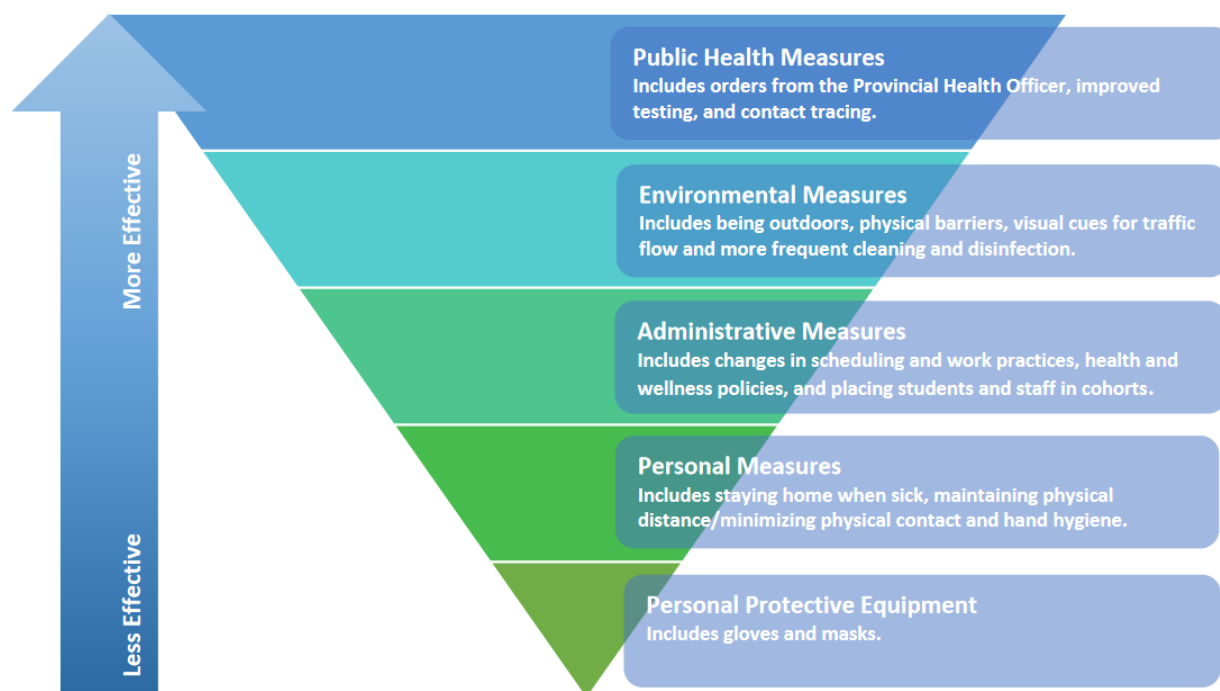 Public Health Measures
Includes orders from the Provincial Health Officer, improved
testing, and contact tracing.
Environmental Measures
Includes being outdoors, physical barriers, visual cues for traffic
flow and more frequent cleaning and disinfection.
Administrative Measures
Includes changes in scheduling and work practices, health and
wellness policies, and placing students and staff in cohorts.
Personal Measures
Includes staying home when sick, maintaining physical
distance/minimizing physical contact and hand hygiene.
Personal Protective Equipment
Includes gloves and masks.
More Effective
Less Effective